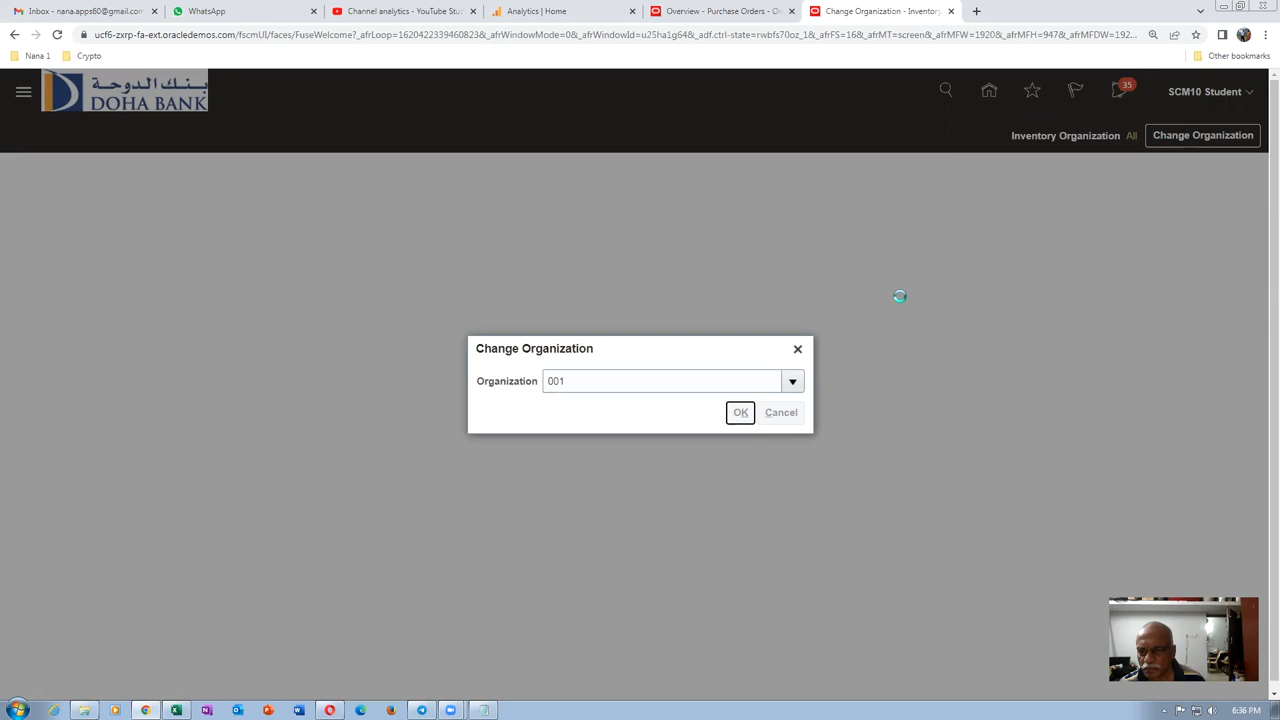 Inbox - nana.apps60@gmail.com
WhatsApp
Channel analytics - YouTube Stu
Analytics | Home
Overview - Purchase Orders - O
Change Organization - Inventory
ucf6-zxrp-fa-ext.oracledemos.com/fscmUI/faces/FuseWelcome?_afrLoop=1620422339460823&_afrWindowMode=0&_afrWindowId=u25ha1g64&_adf.ctrl-state=rwbfs70oz_1&_afrFS=16&_afrMT=screen&_afrMFW=1920&_afrMFH=947&_afrMFDW=192...
Nana 1
Crypto
Other bookmarks
بنك الدوحة
DOHA BANK
35
SCM10 Student
Inventory Organization All
Change Organization
Change Organization
Organization 001
OK
Cancel
6:36 PM